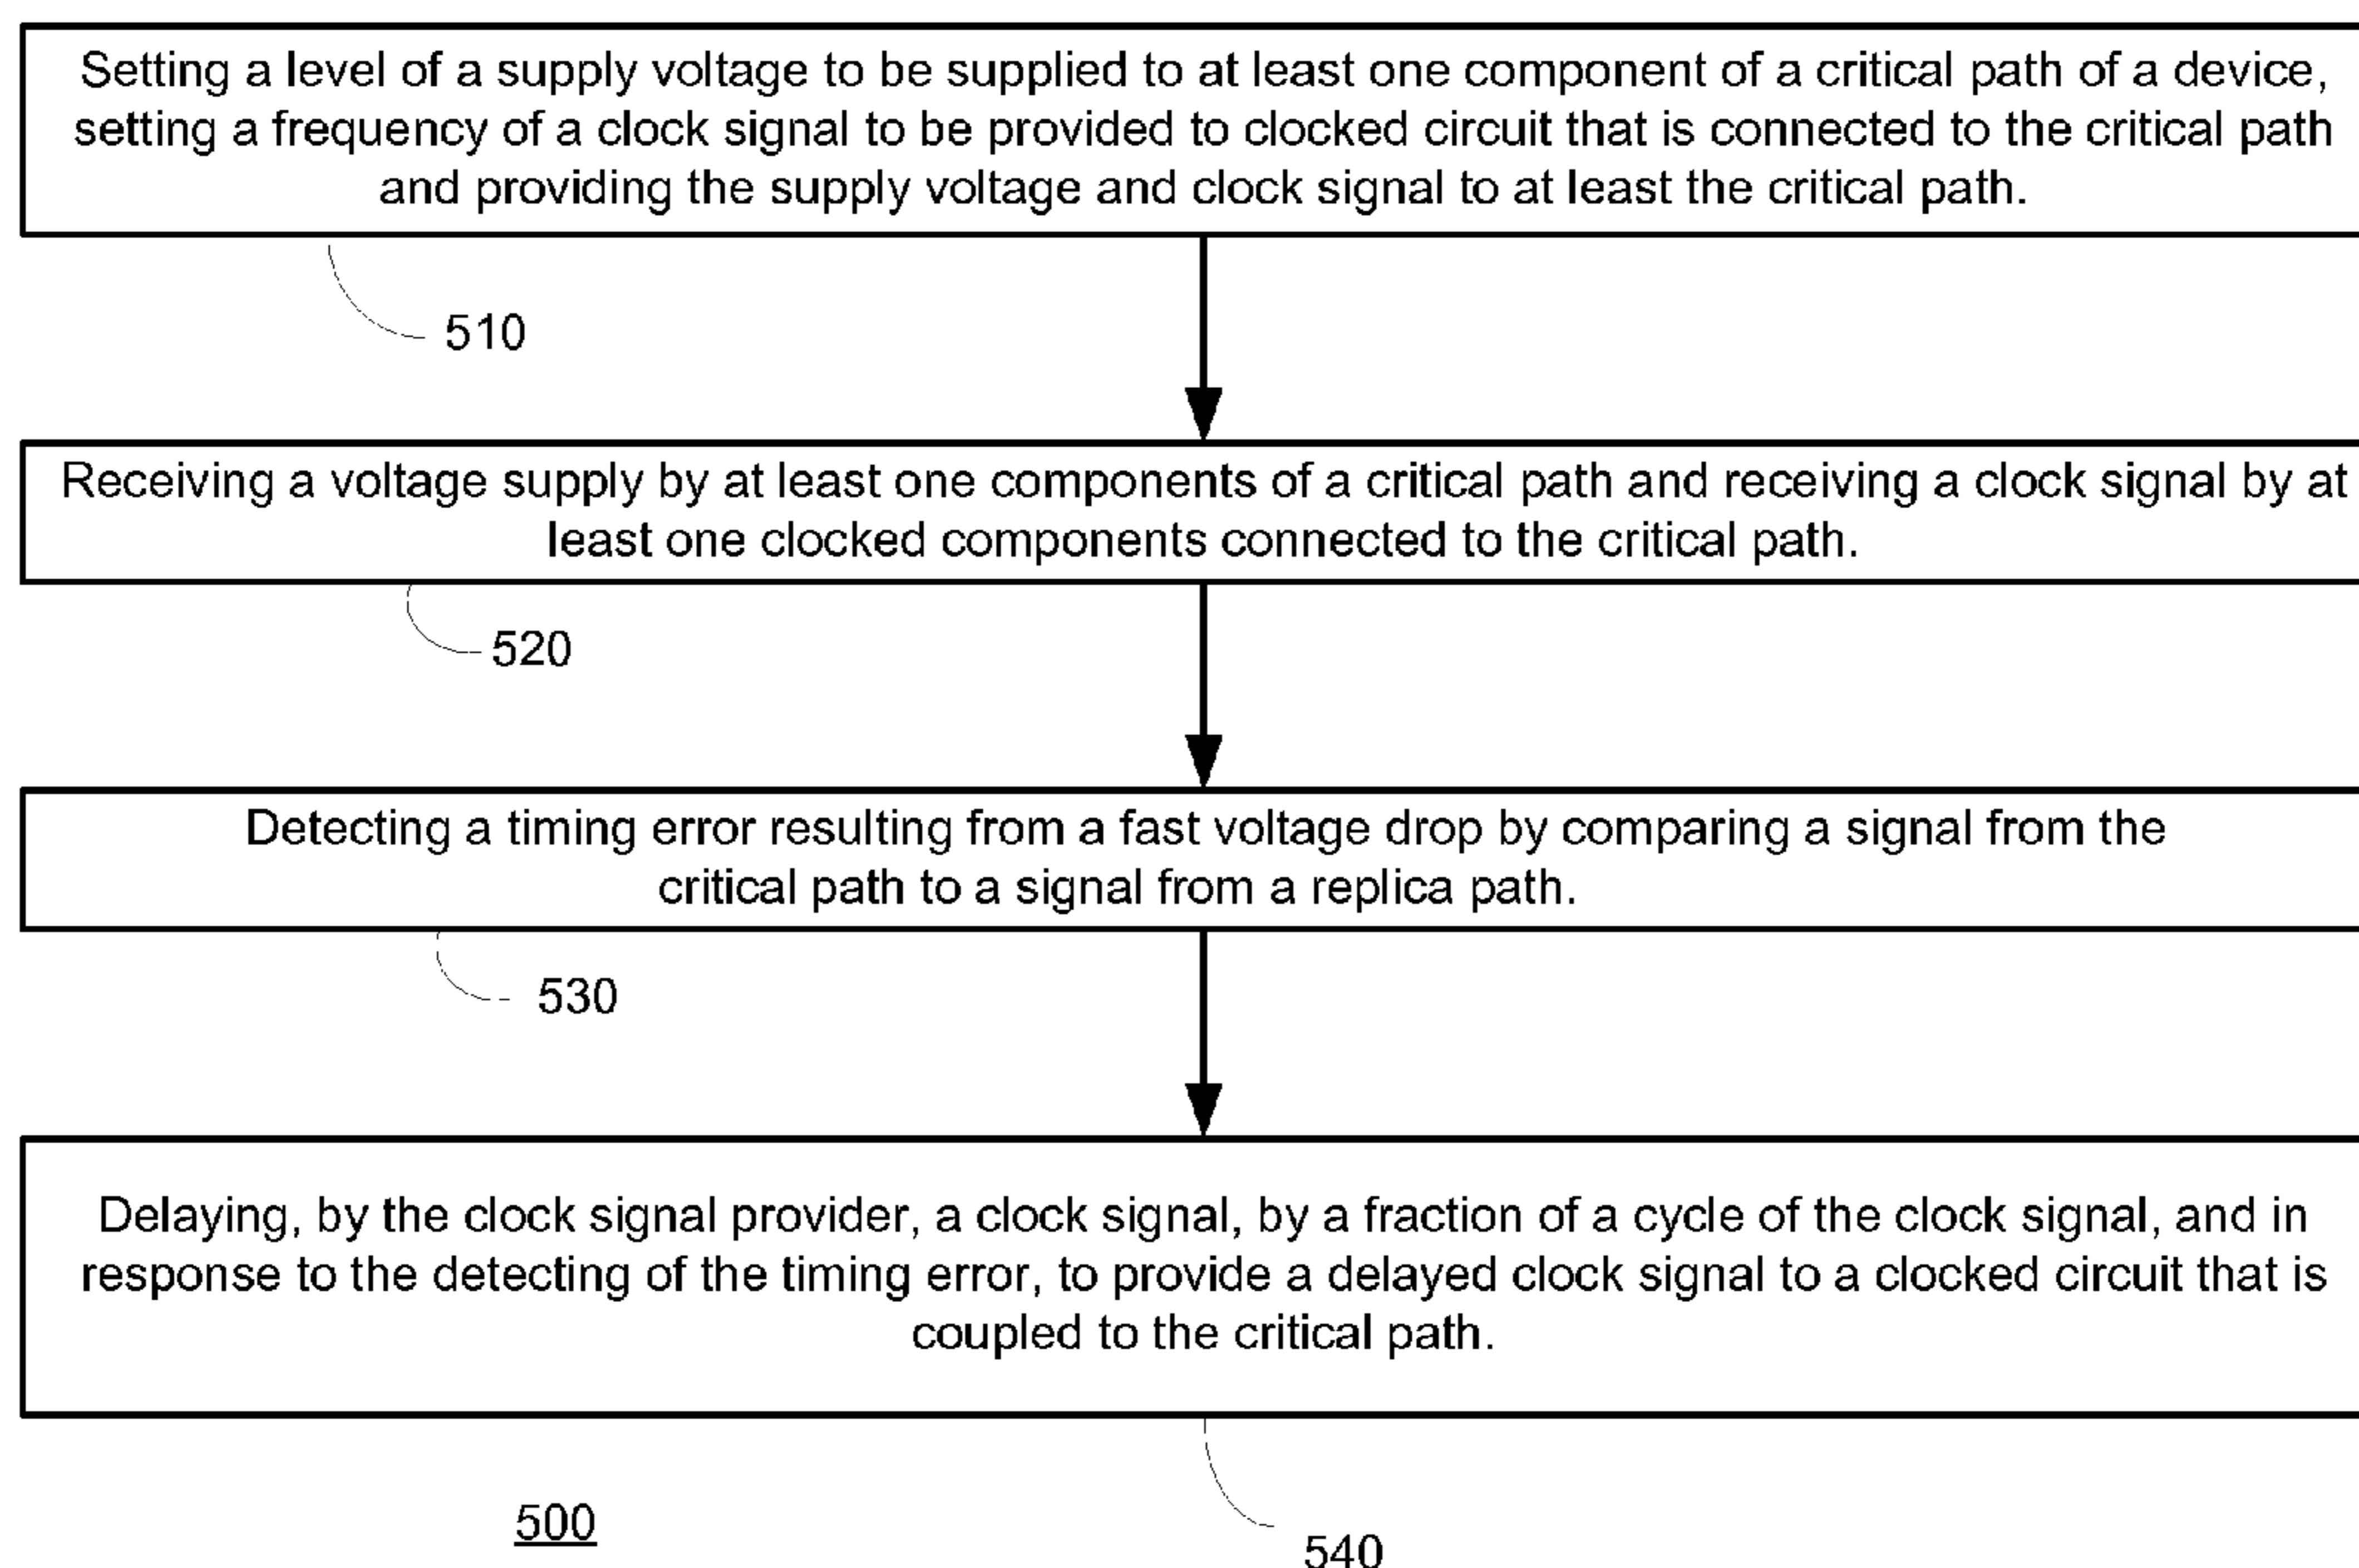 Setting a level of a supply voltage to be supplied to at least one component of a critical path of a device,
setting a frequency of a clock signal to be provided to clocked circuit that is connected to the critical path
and providing the supply voltage and clock signal to at least the critical path.
510
Receiving a voltage supply by at least one components of a critical path and receiving a clock signal by at
least one clocked components connected to the critical path.
520
Detecting a timing error resulting from a fast voltage drop by comparing a signal from the
critical path to a signal from a replica path.
530
Delaying, by the clock signal provider, a clock signal, by a fraction of a cycle of the clock signal, and in
response to the detecting of the timing error, to provide a delayed clock signal to a clocked circuit that is
coupled to the critical path.
500
540